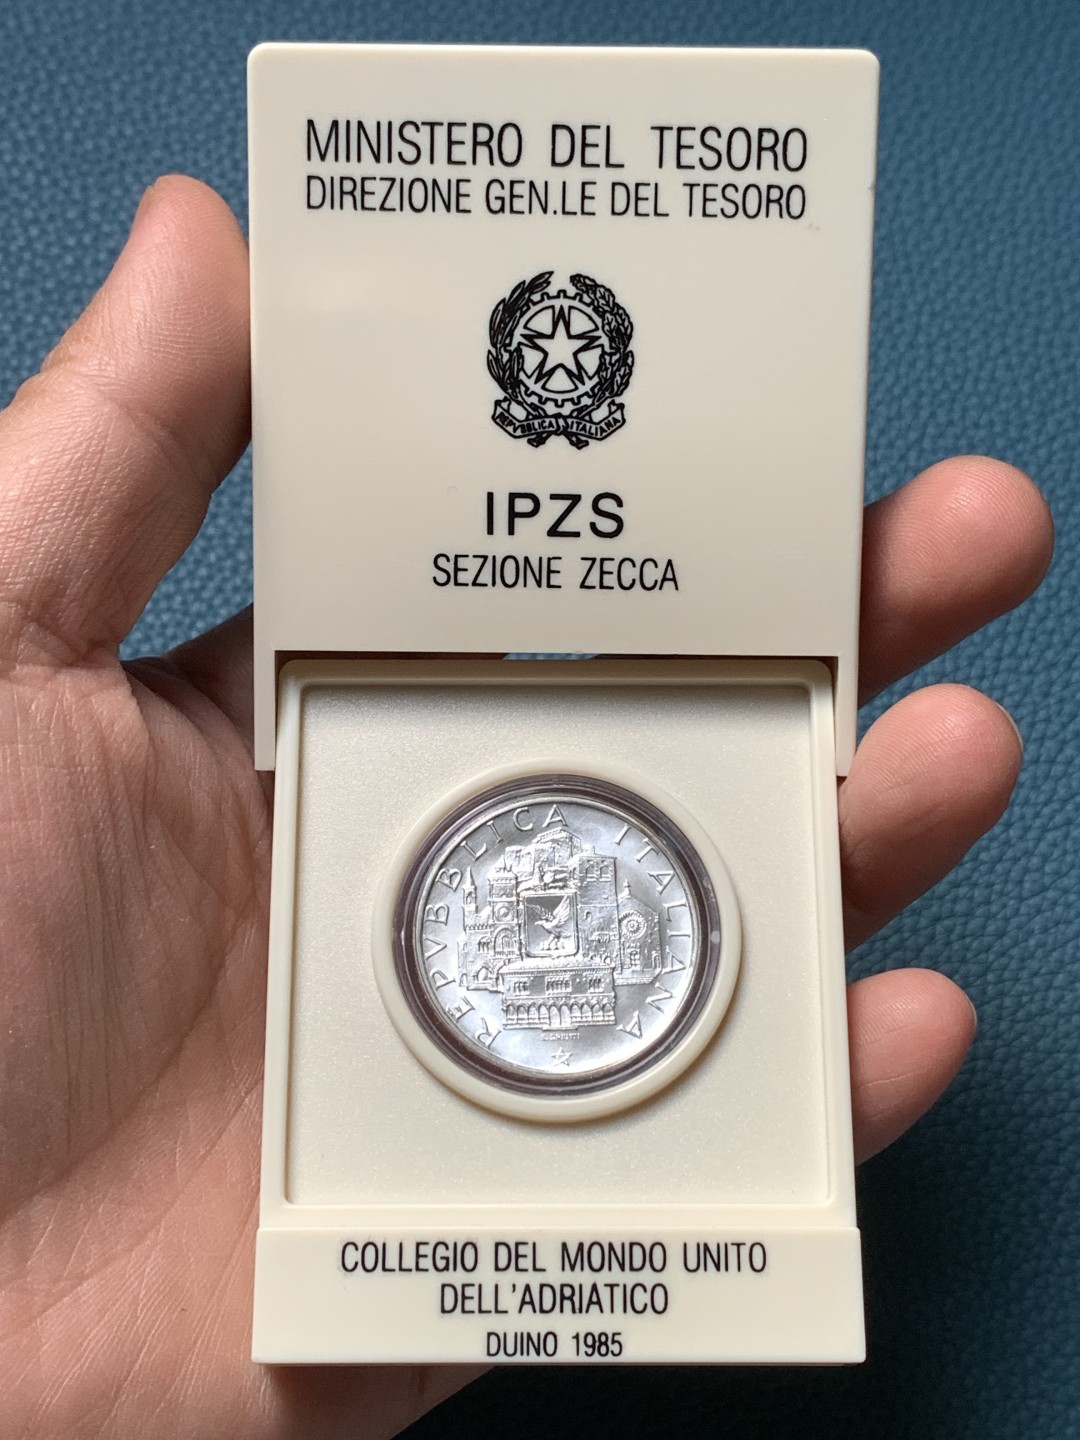 MINISTERO DEL TESORO
DIREZIONE GEN.LE DEL TESORO
REPVBBLICA ITALIANA
IPZS
SEZIONE ZECCA
REPVBBLICA ITALIANA
COLLEGIO DEL MONDO UNITO
DELL'ADRIATICO
DUINO 1985